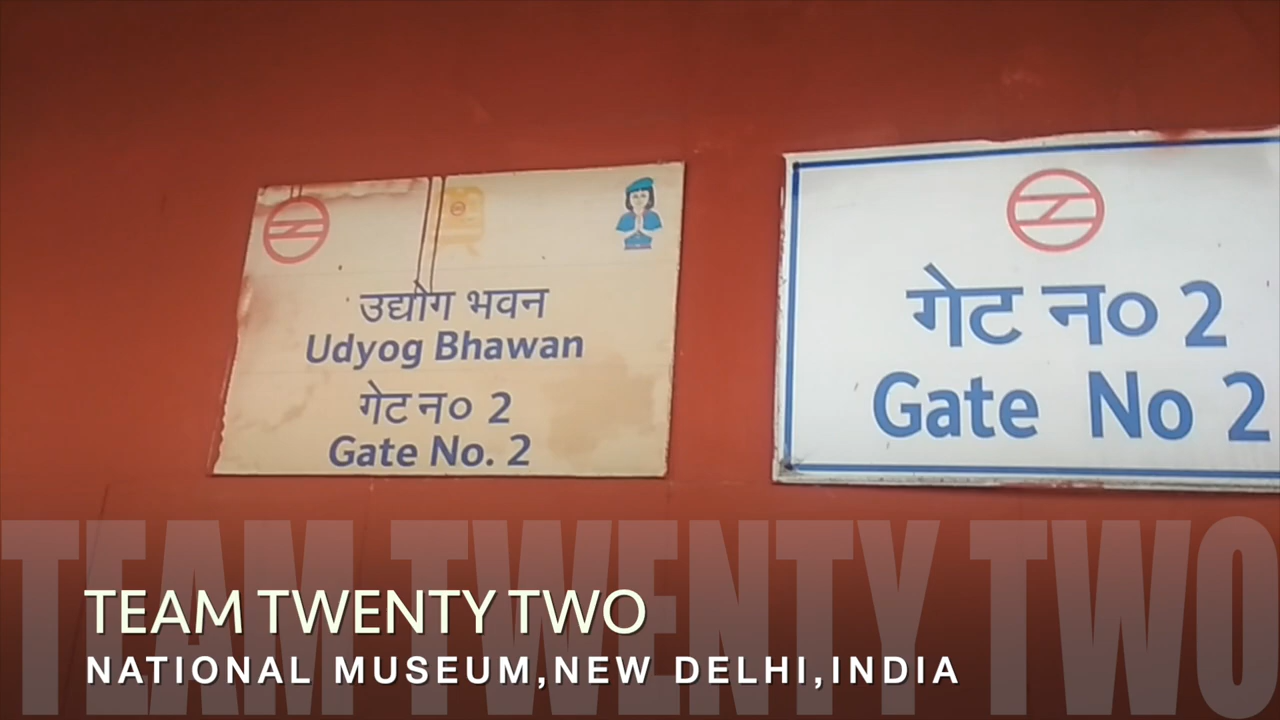 उद्योग भवन
Udyog Bhawan
गेट न० 2
Gate No. 2
गेट न० 2
Gate No 2
TEAM TWENTY TWO
TEAM TWENTY TWO
NATIONAL MUSEUM,NEW DELHI,INDIA